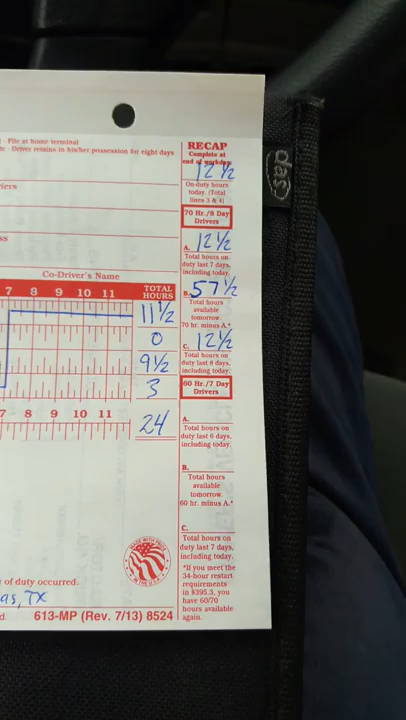 - File at home terminal
- Driver retains in his/her possession for eight days
RECAP
Complete at
end of workday
12 1/2
On-duty hours
today. (Total
lines 3 & 4)
70 Hr./8 Day
Drivers
A. 12 1/2
Total hours on
duty last 7 days,
including today.
B. 57 1/2
Total hours
available
tomorrow.
70 hr. minus A.*
C. 12 1/2
Total hours on
duty last 8 days,
including today.
60 Hr./7 Day
Drivers
A.
Total hours on
duty last 6 days,
including today.
B.
Total hours
available
tomorrow.
60 hr. minus A.*
C.
Total hours on
duty last 7 days,
including today.
*If you meet the
34-hour restart
requirements
in §395.3, you
have 60/70
hours available
again.
Co-Driver's Name
7 8 9 10 11 TOTAL
HOURS
11 1/2
0
9 1/2
3
7 8 9 10 11
24
MADE WITH PRIDE
IN THE U.S.A.
of duty occurred.
as, TX
613-MP (Rev. 7/13) 8524
das